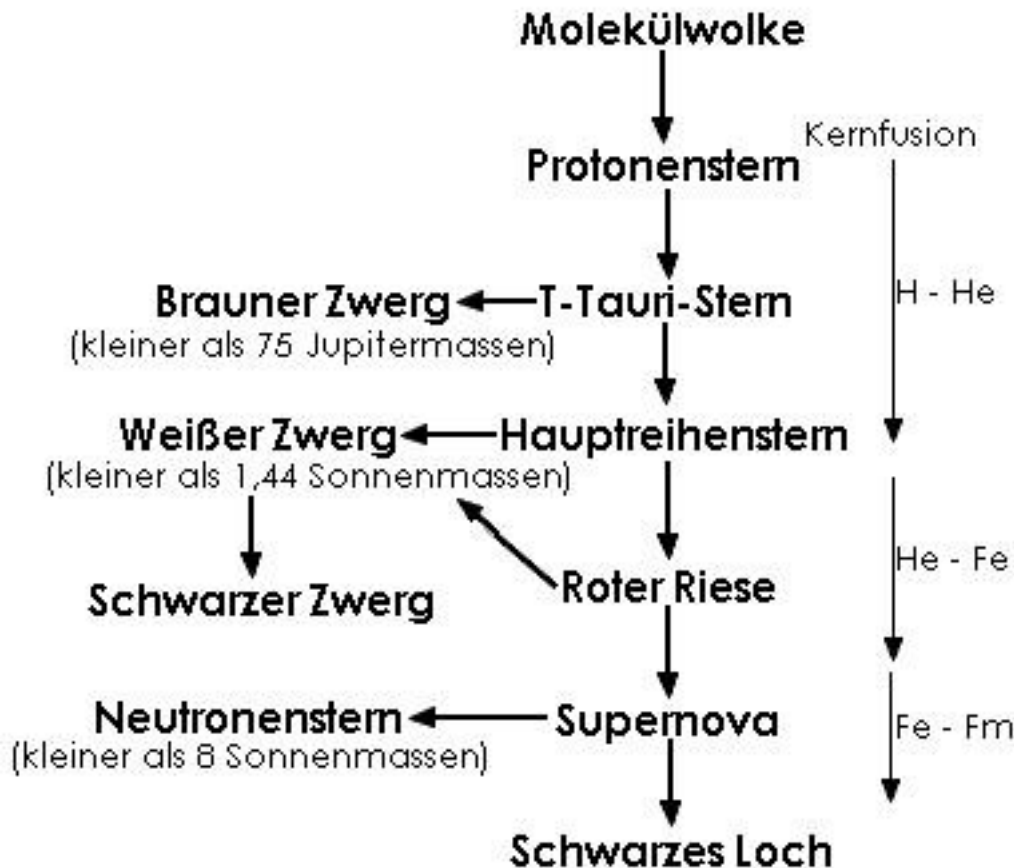 Molekülwolke
Kernfusion
Protonenstern
H - He
Brauner Zwerg
T-Tauri-Stern
(kleiner als 75 Jupitermassen)
Weißer Zwerg
Hauptreihenstern
(kleiner als 1,44 Sonnenmassen)
He - Fe
Schwarzer Zwerg
Roter Riese
Neutronenstern
Supernova
Fe - Fm
(kleiner als 8 Sonnenmassen)
Schwarzes Loch